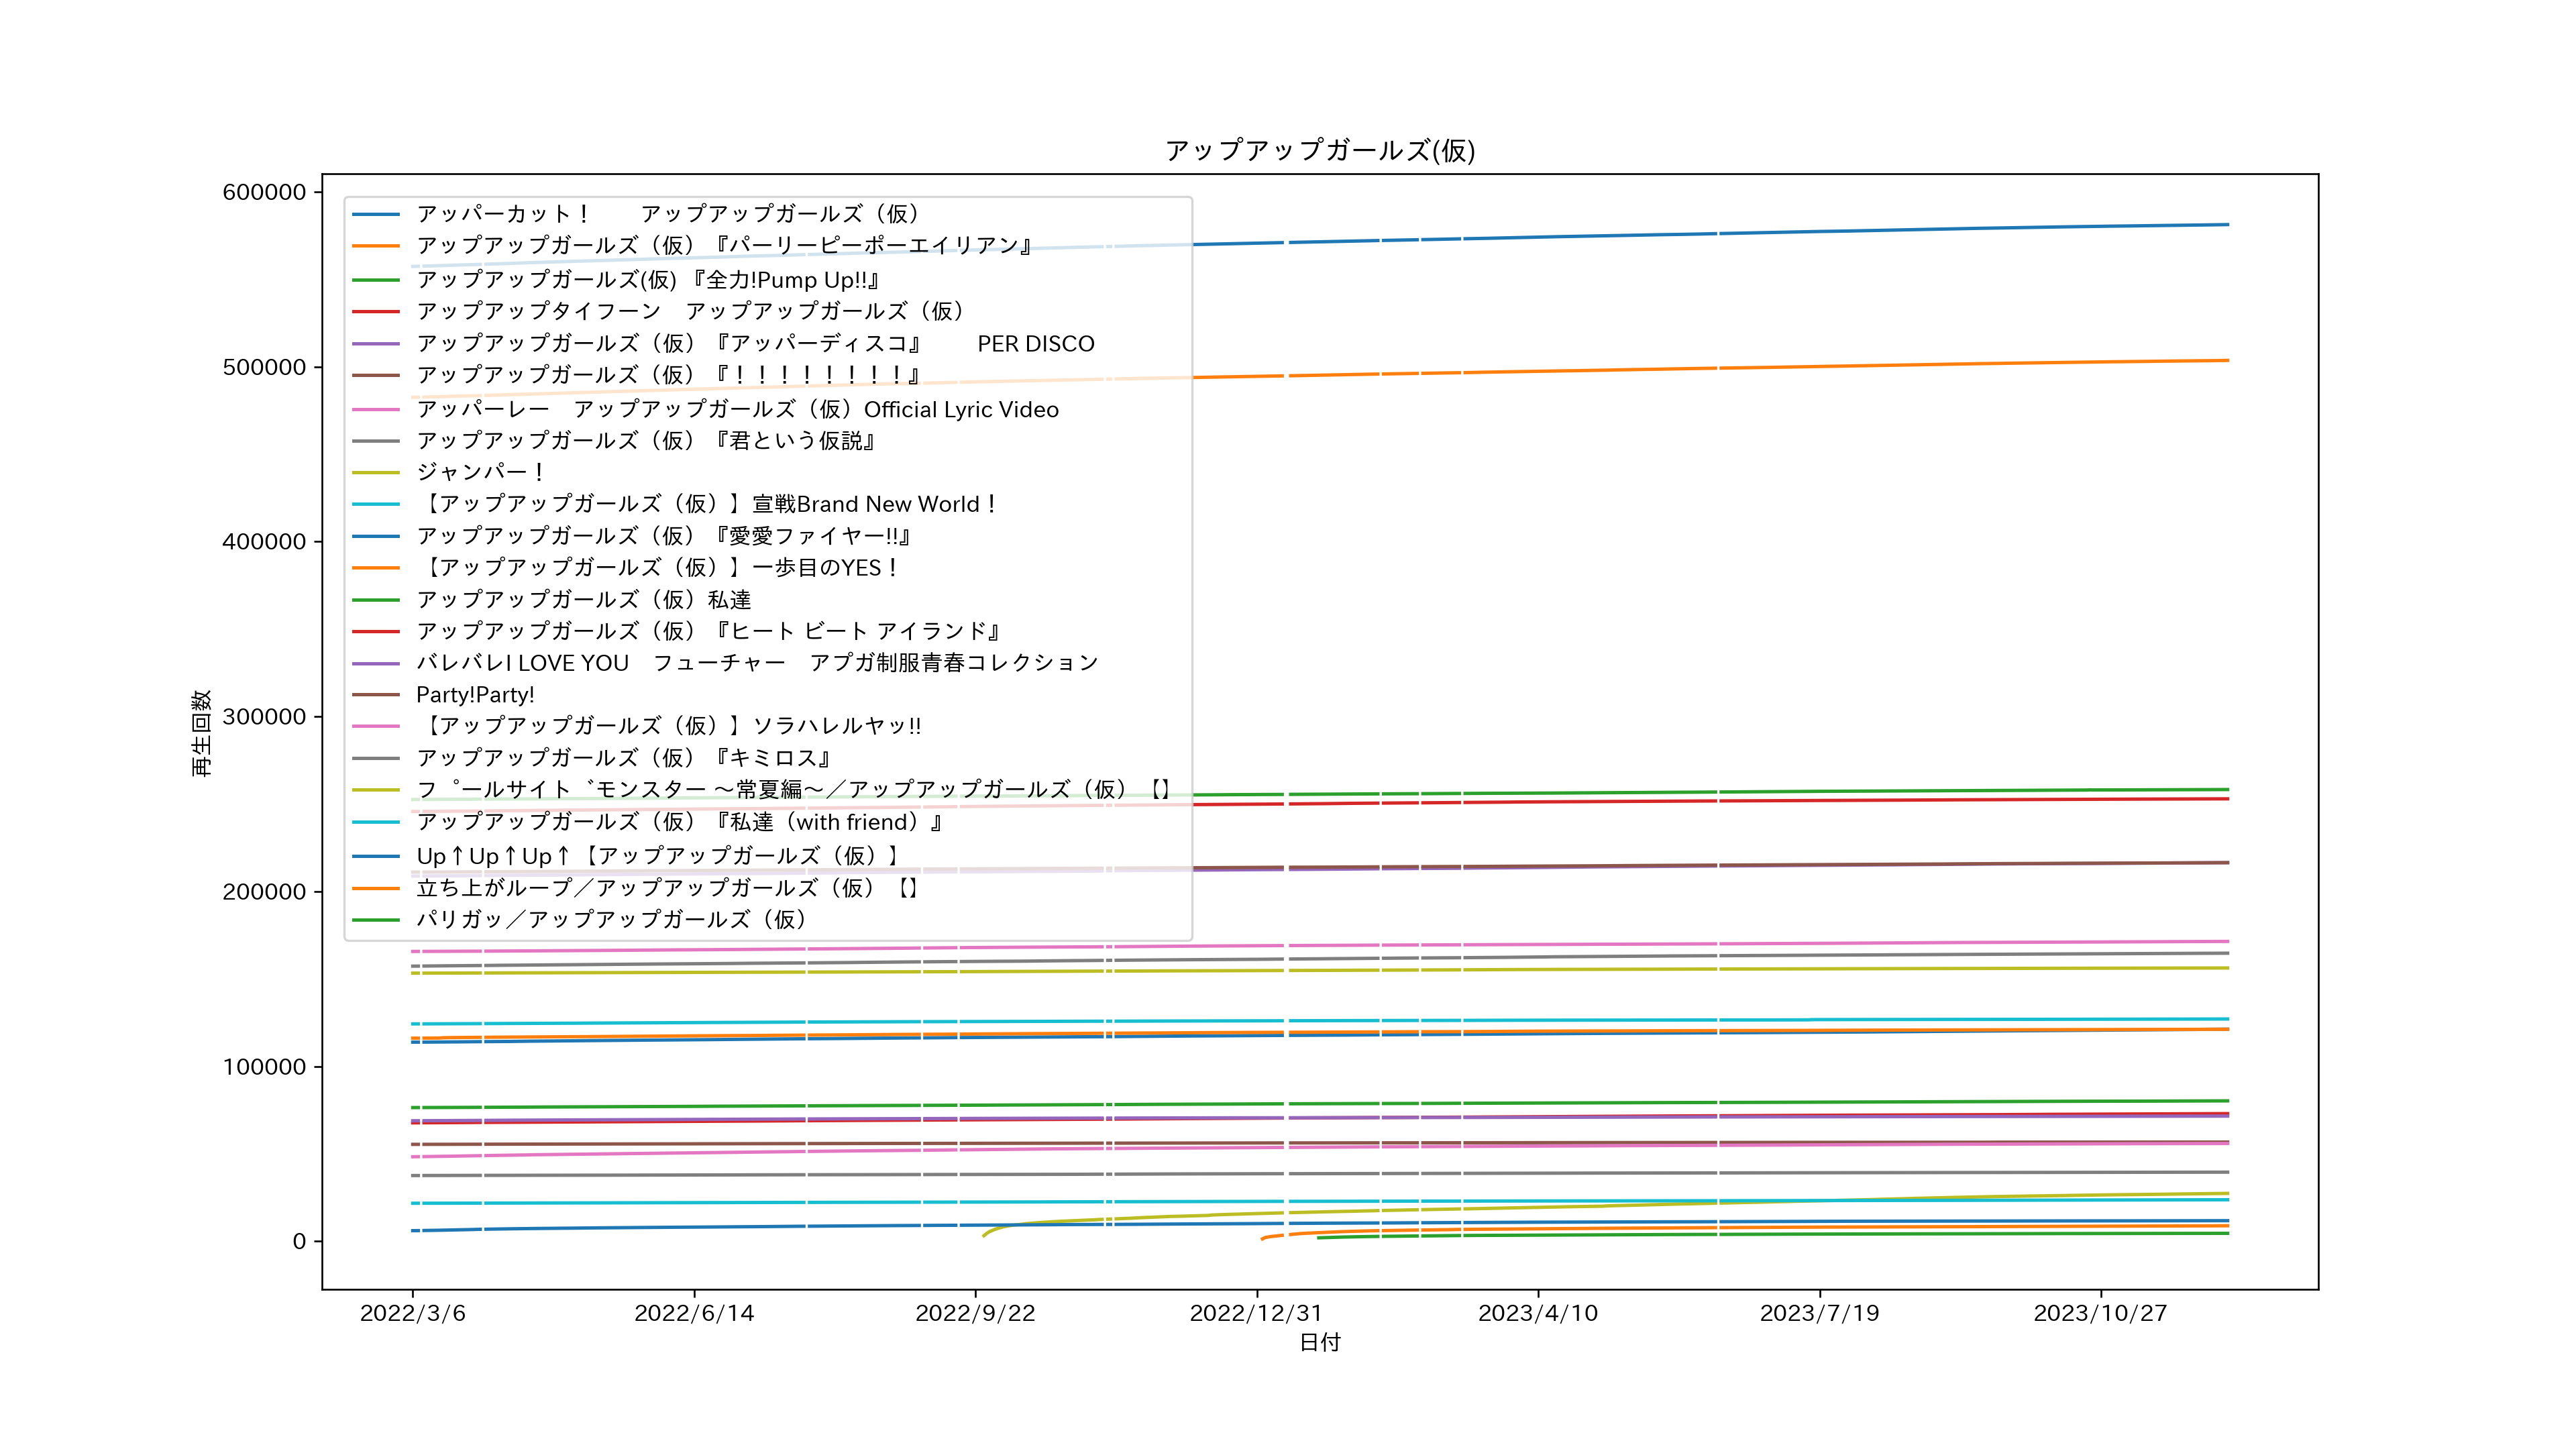 アップアップガールズ(仮)
600000
500000
400000
300000
200000
100000
0
再生回数
アッパーカット！　　アップアップガールズ（仮）
アップアップガールズ（仮）『パーリーピーポーエイリアン』
アップアップガールズ(仮) 『全力!Pump Up!!』
アップアップタイフーン　アップアップガールズ（仮）
アップアップガールズ（仮）『アッパーディスコ』　　PER DISCO
アップアップガールズ（仮）『！！！！！！！！』
アッパーレー　アップアップガールズ（仮）Official Lyric Video
アップアップガールズ（仮）『君という仮説』
ジャンパー！
【アップアップガールズ（仮）】宣戦Brand New World！
アップアップガールズ（仮）『愛愛ファイヤー!!』
【アップアップガールズ（仮）】一歩目のYES！
アップアップガールズ（仮）私達
アップアップガールズ（仮）『ヒート ビート アイランド』
バレバレI LOVE YOU　フューチャー　アプガ制服青春コレクション
Party!Party!
【アップアップガールズ（仮）】ソラハレルヤッ!!
アップアップガールズ（仮）『キミロス』
フ゜ールサイト゛モンスター 〜常夏編〜／アップアップガールズ（仮）【】
アップアップガールズ（仮）『私達（with friend）』
Up↑Up↑Up↑【アップアップガールズ（仮）】
立ち上がループ／アップアップガールズ（仮）【】
パリガッ／アップアップガールズ（仮）
2022/3/6
2022/6/14
2022/9/22
2022/12/31
2023/4/10
2023/7/19
2023/10/27
日付